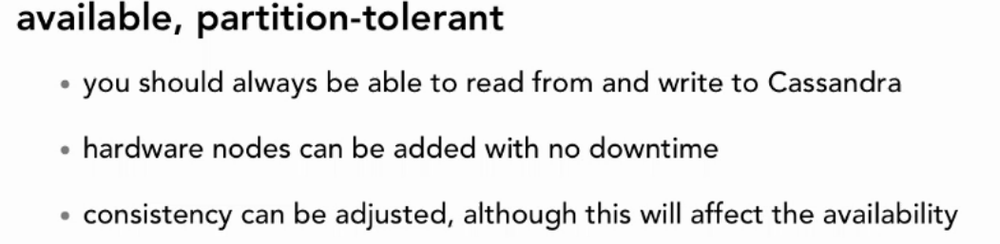 available, partition-tolerant
• you should always be able to read from and write to Cassandra
• hardware nodes can be added with no downtime
• consistency can be adjusted, although this will affect the availability